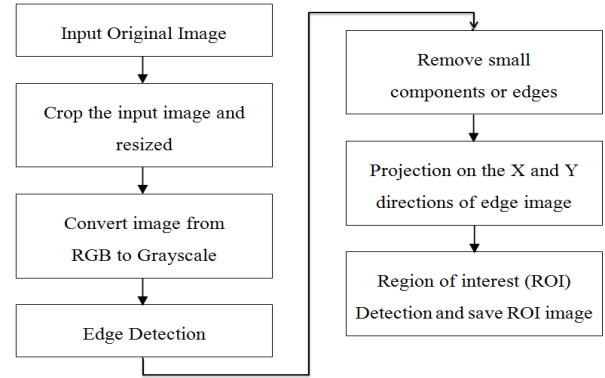 Input Original Image
Crop the input image and
resized
Convert image from
RGB to Grayscale
Edge Detection
Remove small
components or edges
Projection on the X and Y
directions of edge image
Region of interest (ROI)
Detection and save ROI image